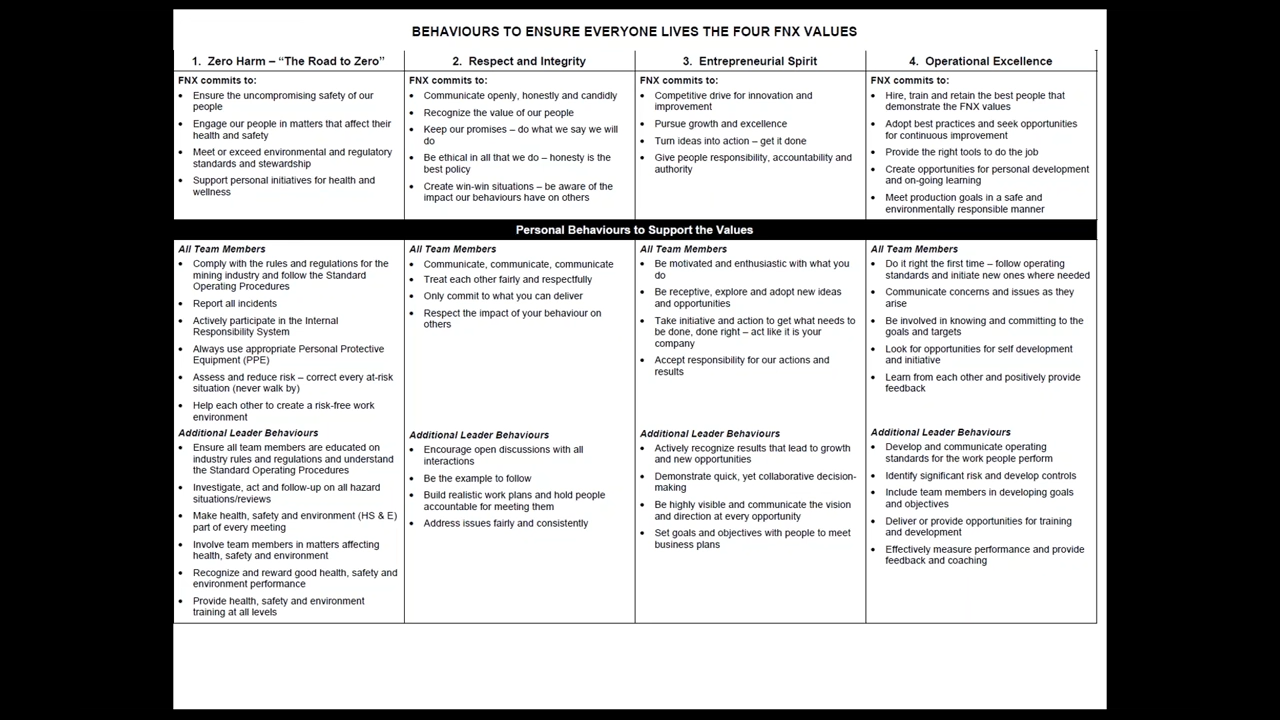 BEHAVIOURS TO ENSURE EVERYONE LIVES THE FOUR FNX VALUES
1. Zero Harm – “The Road to Zero”
FNX commits to:
• Ensure the uncompromising safety of our
people
• Engage our people in matters that affect their
health and safety
• Meet or exceed environmental and regulatory
standards and stewardship
• Support personal initiatives for health and
wellness
2. Respect and Integrity
FNX commits to:
• Communicate openly, honestly and candidly
• Recognize the value of our people
• Keep our promises – do what we say we will
do
• Be ethical in all that we do – honesty is the
best policy
• Create win-win situations – be aware of the
impact our behaviours have on others
3. Entrepreneurial Spirit
FNX commits to:
• Competitive drive for innovation and
improvement
• Pursue growth and excellence
• Turn ideas into action – get it done
• Give people responsibility, accountability and
authority
4. Operational Excellence
FNX commits to:
• Hire, train and retain the best people that
demonstrate the FNX values
• Adopt best practices and seek opportunities
for continuous improvement
• Provide the right tools to do the job
• Create opportunities for personal development
and on-going learning
• Meet production goals in a safe and
environmentally responsible manner
Personal Behaviours to Support the Values
All Team Members
• Comply with the rules and regulations for the
mining industry and follow the Standard
Operating Procedures
• Report all incidents
• Actively participate in the Internal
Responsibility System
• Always use appropriate Personal Protective
Equipment (PPE)
• Assess and reduce risk – correct every at-risk
situation (never walk by)
• Help each other to create a risk-free work
environment
Additional Leader Behaviours
• Ensure all team members are educated on
industry rules and regulations and understand
the Standard Operating Procedures
• Investigate, act and follow-up on all hazard
situations/reviews
• Make health, safety and environment (HS & E)
part of every meeting
• Involve team members in matters affecting
health, safety and environment
• Recognize and reward good health, safety and
environment performance
• Provide health, safety and environment
training at all levels
All Team Members
• Communicate, communicate, communicate
• Treat each other fairly and respectfully
• Only commit to what you can deliver
• Respect the impact of your behaviour on
others
Additional Leader Behaviours
• Encourage open discussions with all
interactions
• Be the example to follow
• Build realistic work plans and hold people
accountable for meeting them
• Address issues fairly and consistently
All Team Members
• Be motivated and enthusiastic with what you
do
• Be receptive, explore and adopt new ideas
and opportunities
• Take initiative and action to get what needs to
be done, done right – act like it is your
company
• Accept responsibility for our actions and
results
Additional Leader Behaviours
• Actively recognize results that lead to growth
and new opportunities
• Demonstrate quick, yet collaborative decision-
making
• Be highly visible and communicate the vision
and direction at every opportunity
• Set goals and objectives with people to meet
business plans
All Team Members
• Do it right the first time – follow operating
standards and initiate new ones where needed
• Communicate concerns and issues as they
arise
• Be involved in knowing and committing to the
goals and targets
• Look for opportunities for self development
and initiative
• Learn from each other and positively provide
feedback
Additional Leader Behaviours
• Develop and communicate operating
standards for the work people perform
• Identify significant risk and develop controls
• Include team members in developing goals
and objectives
• Deliver or provide opportunities for training
and development
• Effectively measure performance and provide
feedback and coaching